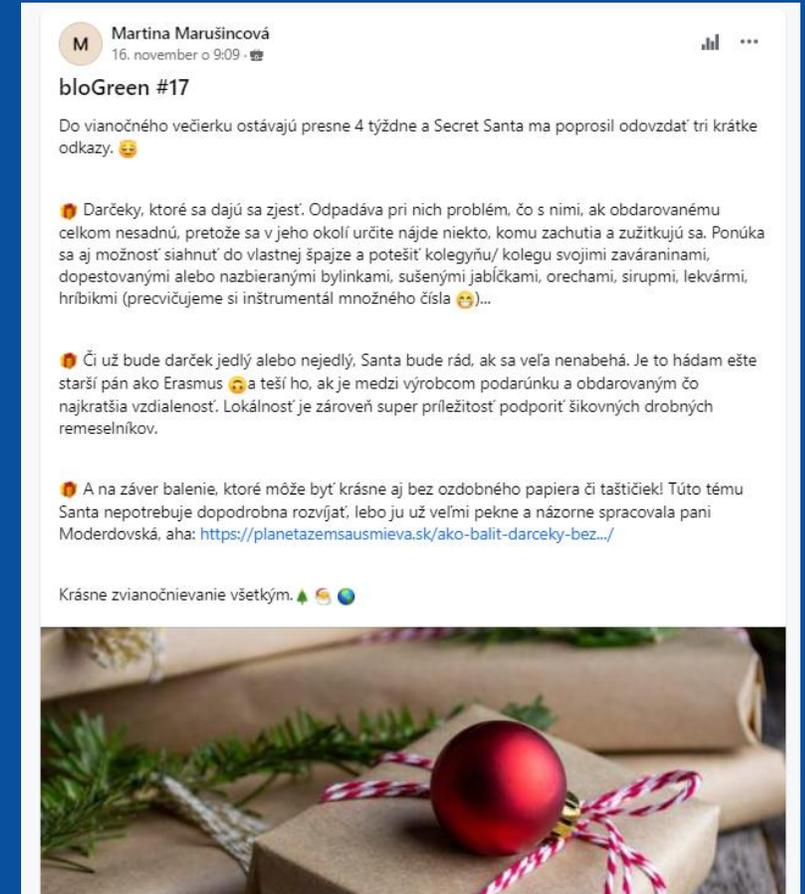 M
Martina Marušincová
16. november o 9:09 ·
bloGreen #17
Do vianočného večierku ostávajú presne 4 týždne a Secret Santa ma poprosil odovzdať tri krátke
odkazy. 😌
🎁 Darčeky, ktoré sa dajú sa zjesť. Odpadáva pri nich problém, čo s nimi, ak obdarovanému
celkom nesadnú, pretože sa v jeho okolí určite nájde niekto, komu zachutia a zužitkujú sa. Ponúka
sa aj možnosť siahnuť do vlastnej špajze a potešiť kolegyňu/ kolegu svojimi zaváraninami,
dopestovanými alebo nazbieranými bylinkami, sušenými jabĺčkami, orechami, sirupmi, lekvármi,
hríbikmi (precvičujeme si inštrumentál množného čísla 😁)...
🎁 Či už bude darček jedlý alebo nejedlý, Santa bude rád, ak sa veľa nenabehá. Je to hádam ešte
starší pán ako Erasmus 🙃a teší ho, ak je medzi výrobcom podarúnku a obdarovaným čo
najkratšia vzdialenosť. Lokálnosť je zároveň super príležitosť podporiť šikovných drobných
remeselníkov.
🎁 A na záver balenie, ktoré môže byť krásne aj bez ozdobného papiera či taštičiek! Túto tému
Santa nepotrebuje dopodrobna rozvíjať, lebo ju už veľmi pekne a názorne spracovala pani
Moderdovská, aha: https://planetazemsausmieva.sk/ako-balit-darceky-bez.../
Krásne zvianočnievanie všetkým.🌲🎅🌍